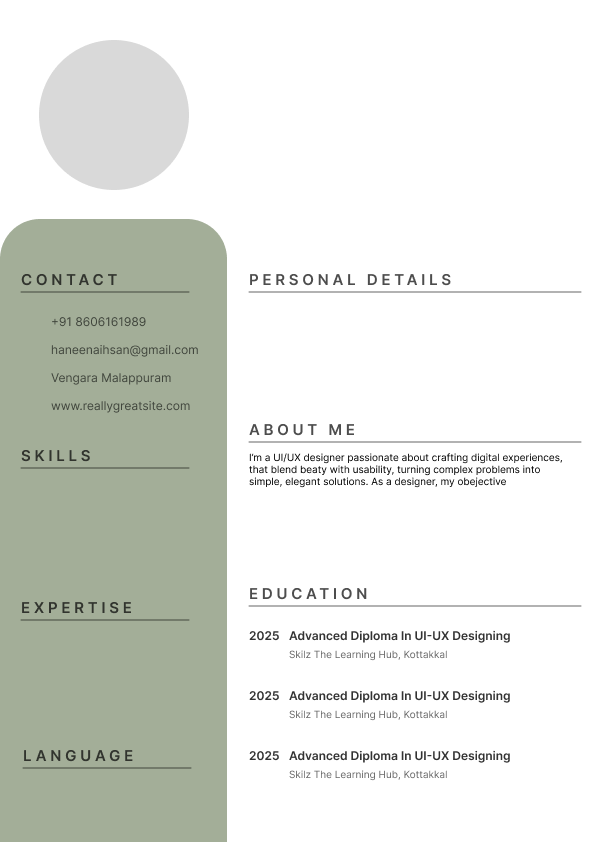 CONTACT
+91 8606161989
haneenaihsan@gmail.com
Vengara Malappuram
www.reallygreatsite.com
SKILLS
EXPERTISE
LANGUAGE
PERSONAL DETAILS
ABOUT ME
I'm a UI/UX designer passionate about crafting digital experiences,
that blend beaty with usability, turning complex problems into
simple, elegant solutions. As a designer, my obejective
EDUCATION
2025 Advanced Diploma In UI-UX Designing
Skilz The Learning Hub, Kottakkal
2025 Advanced Diploma In UI-UX Designing
Skilz The Learning Hub, Kottakkal
2025 Advanced Diploma In UI-UX Designing
Skilz The Learning Hub, Kottakkal